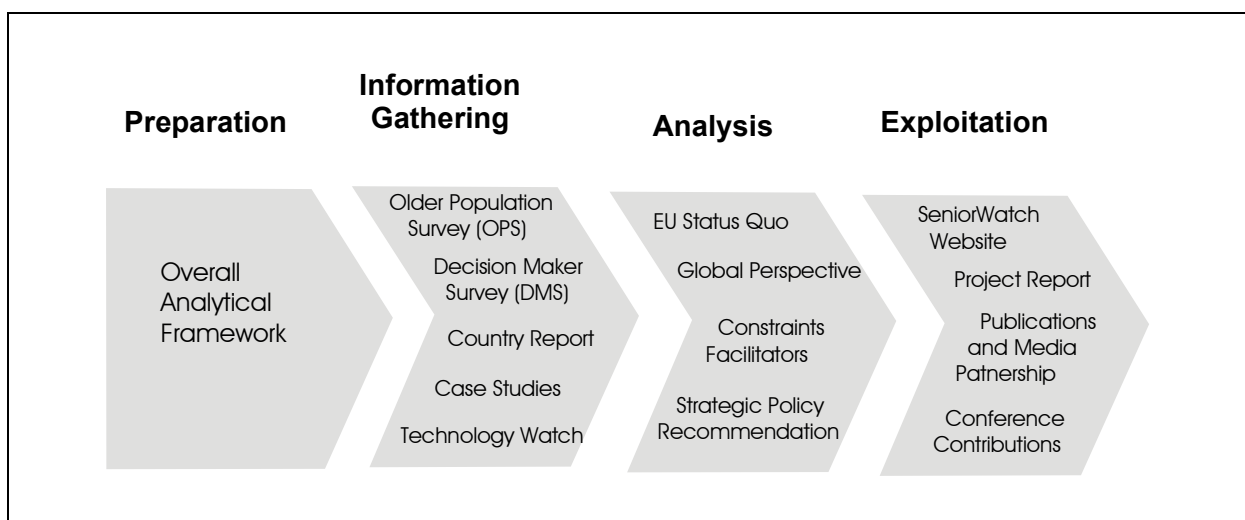 Preparation
Information
Gathering
Analysis
Exploitation
Overall
Analytical
Framework
Older Population
Survey (OPS)
Decision Maker
Survey (DMS)
Country Report
Case Studies
Technology Watch
EU Status Quo
Global Perspective
Constraints
Facilitators
Strategic Policy
Recommendation
SeniorWatch
Website
Project Report
Publications
and Media
Patnership
Conference
Contributions